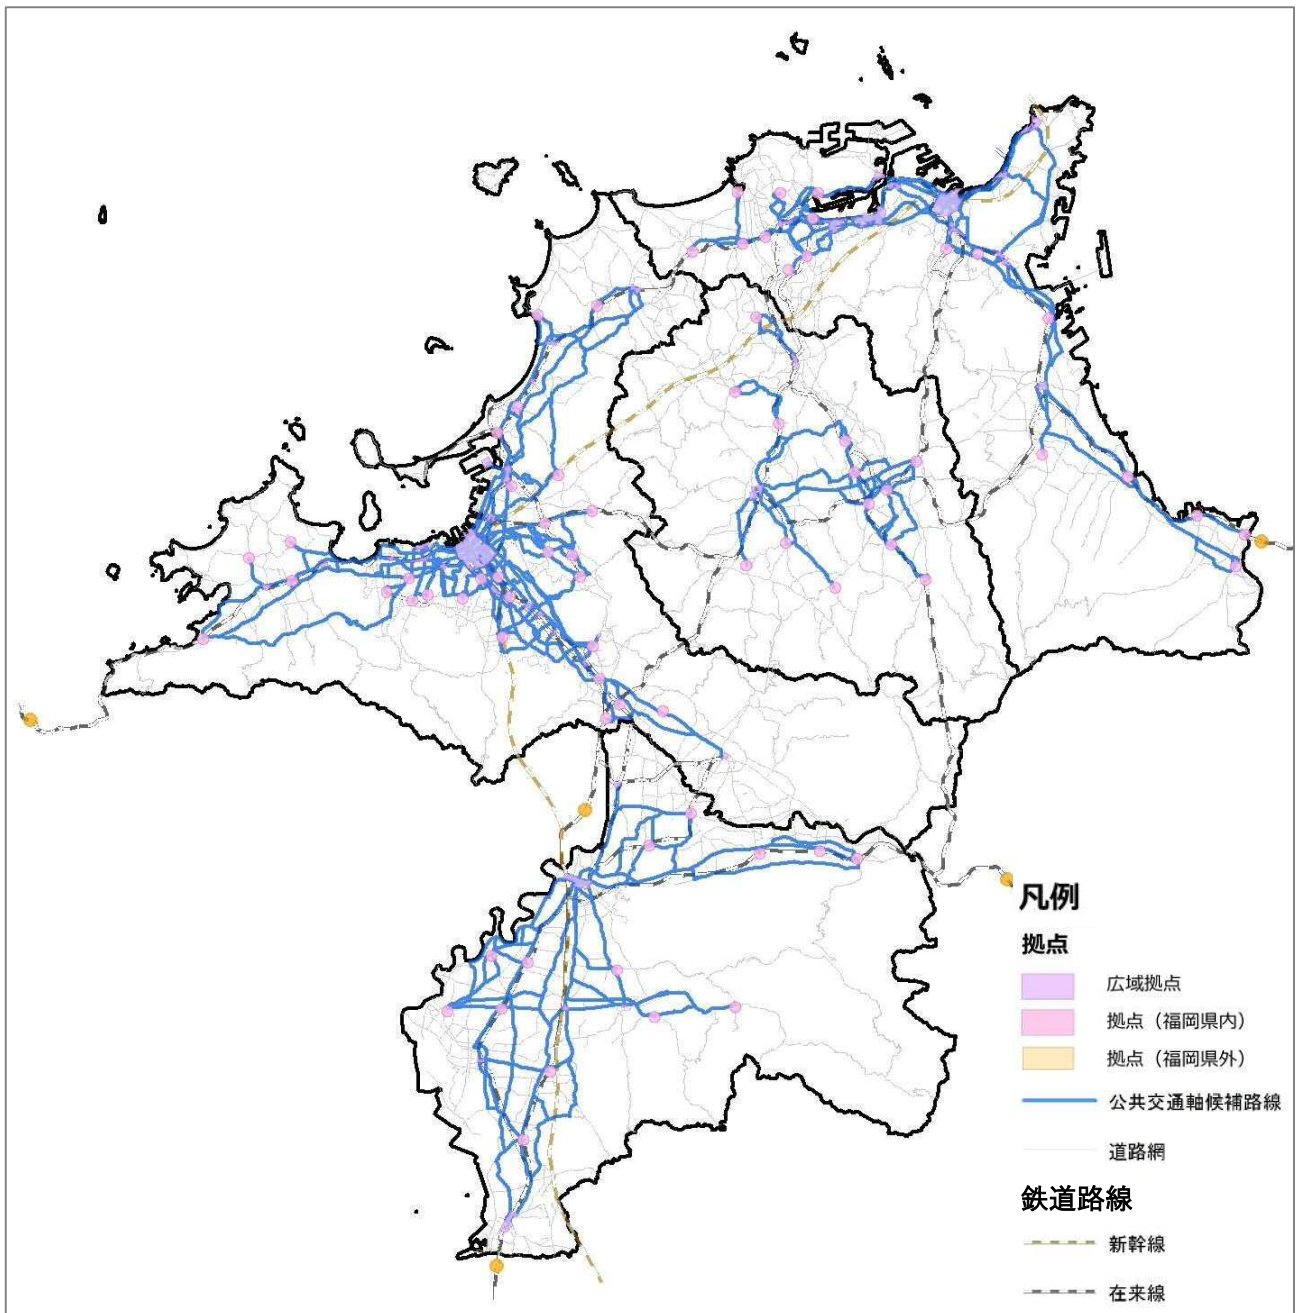 凡例
拠点
広域拠点
拠点（福岡県内）
拠点（福岡県外）
公共交通軸候補路線
道路網
鉄道路線
新幹線
在来線